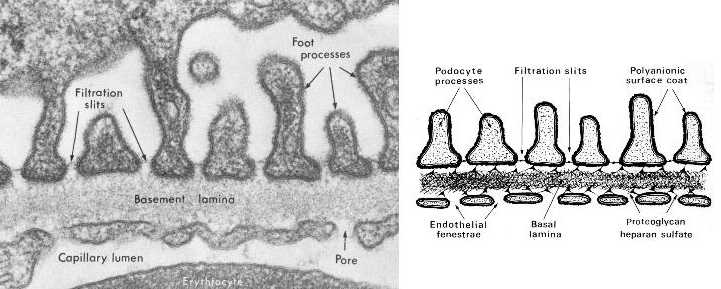 Foot
processes
Filtration
slits
Basement lamina
Capillary lumen
Pore
Erythrocyte
Podocyte
processes
Filtration slits
Polyanionic
surface coat
Endothelial
fenestrae
Basal
lamina
Proteoglycan
heparan sulfate